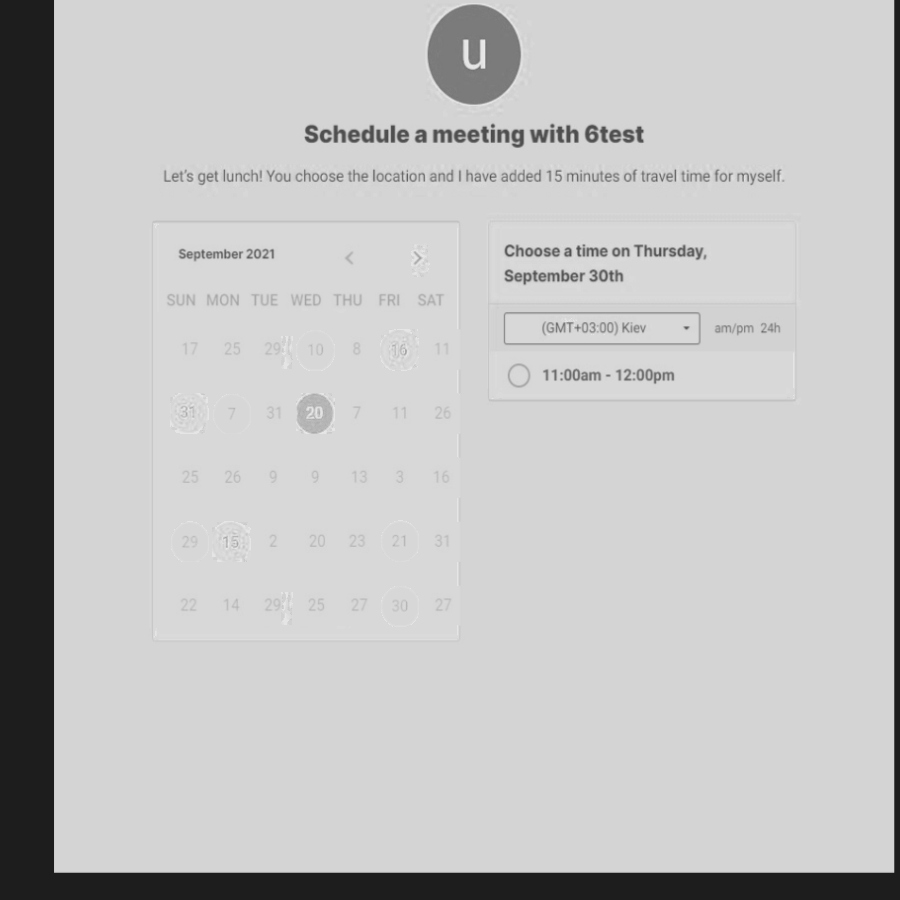 u
Schedule a meeting with 6test
Let's get lunch! You choose the location and I have added 15 minutes of travel time for myself.
September 2021
SUN MON TUE WED THU FRI SAT
17 25 29 10 8 16 11
31 7 31 20 7 11 26
25 26 9 9 13 3 16
29 15 2 20 23 21 31
22 14 29 25 27 30 27
Choose a time on Thursday,
September 30th
(GMT+03:00) Kiev am/pm 24h
11:00am - 12:00pm